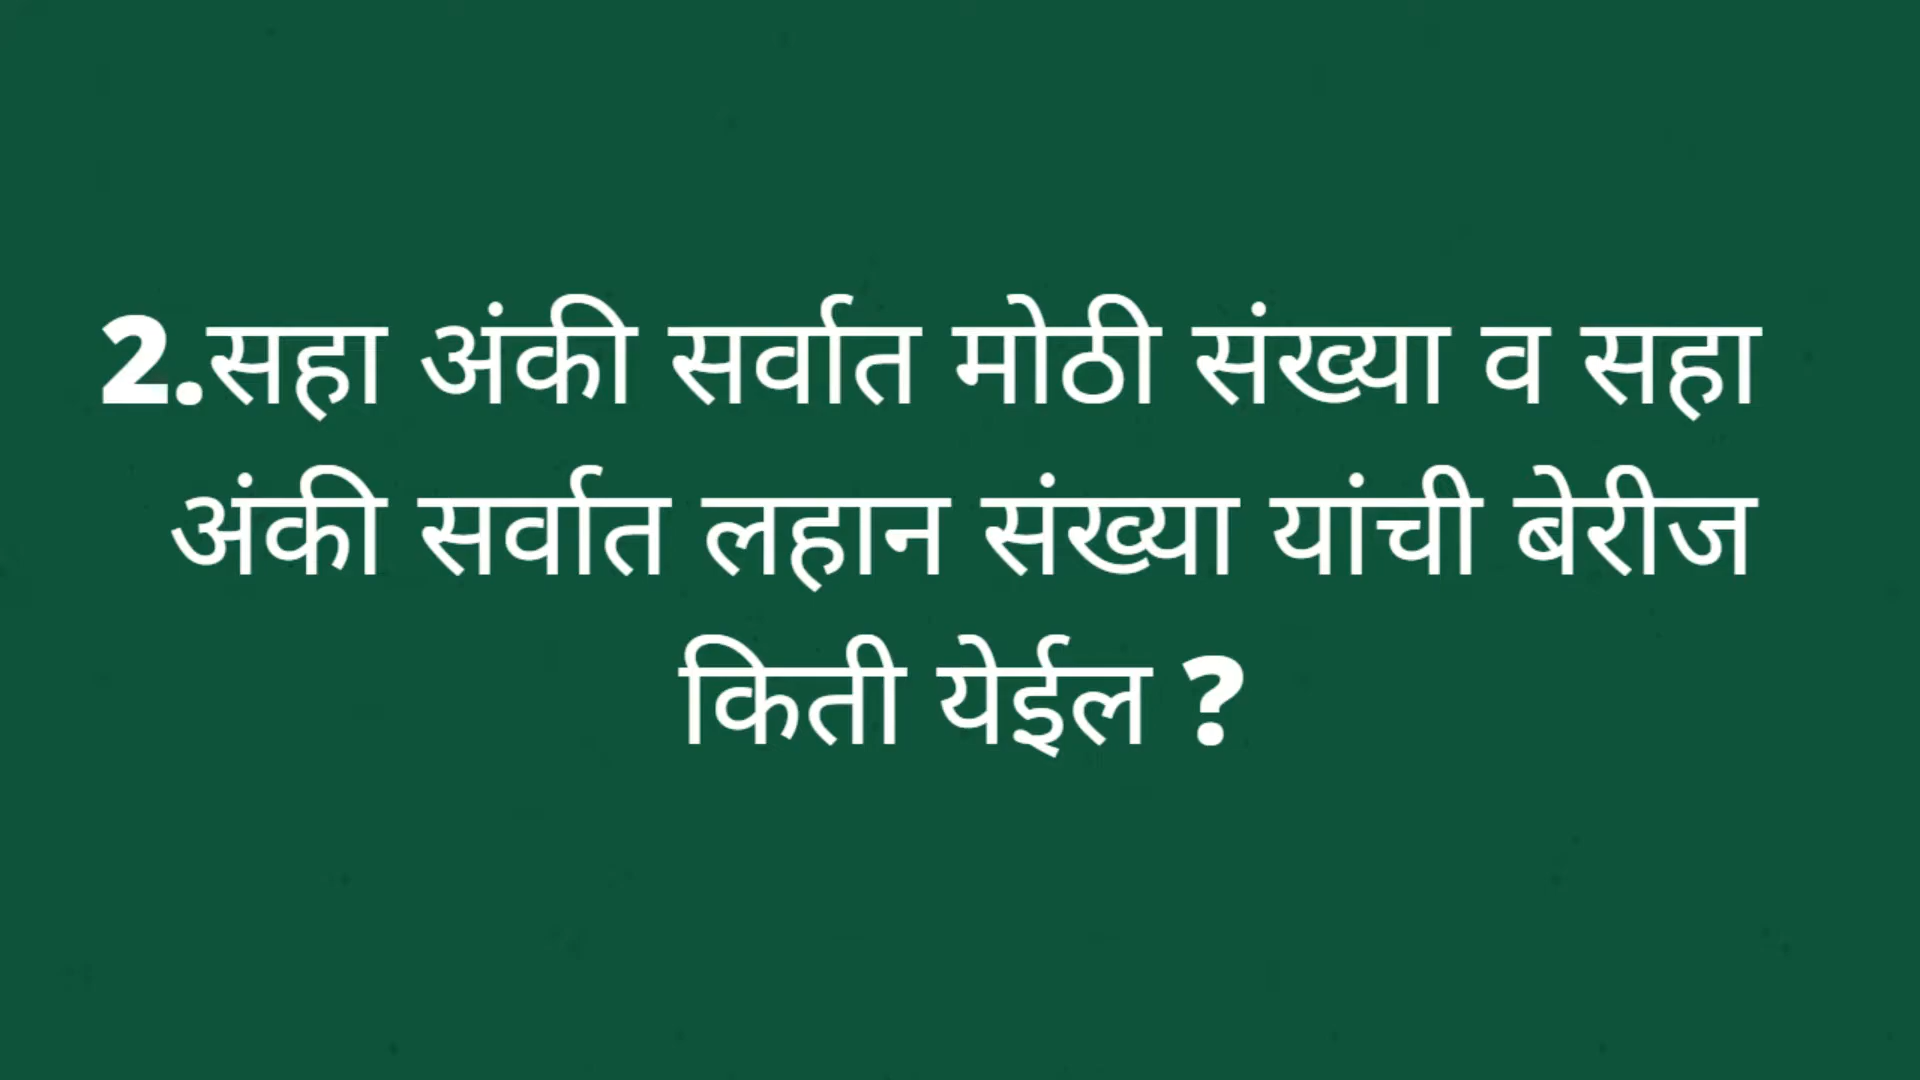 2.सहा अंकी सर्वात मोठी संख्या व सहा
अंकी सर्वात लहान संख्या यांची बेरीज
किती येईल ?